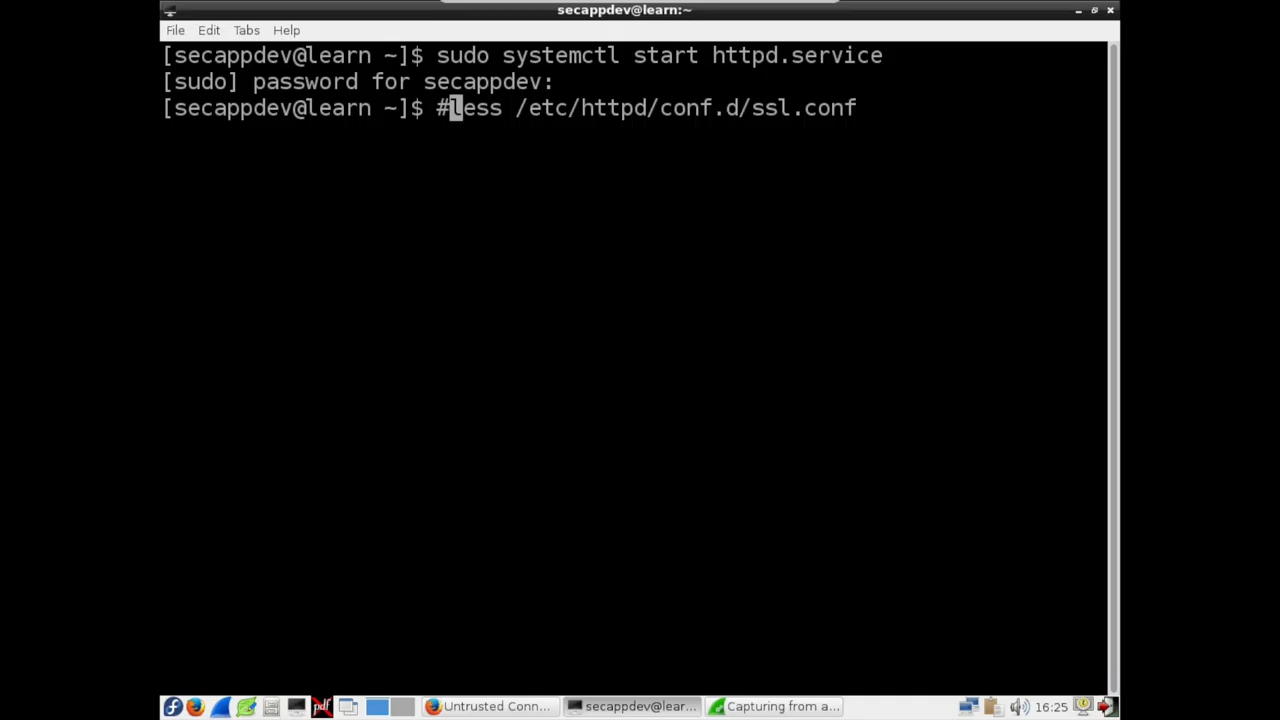 secappdev@learn:~
File Edit Tabs Help
[secappdev@learn ~]$ sudo systemctl start httpd.service
[sudo] password for secappdev:
[secappdev@learn ~]$ #less /etc/httpd/conf.d/ssl.conf
pdf Untrusted Conn... secappdev@lear... Capturing from a... 16:25